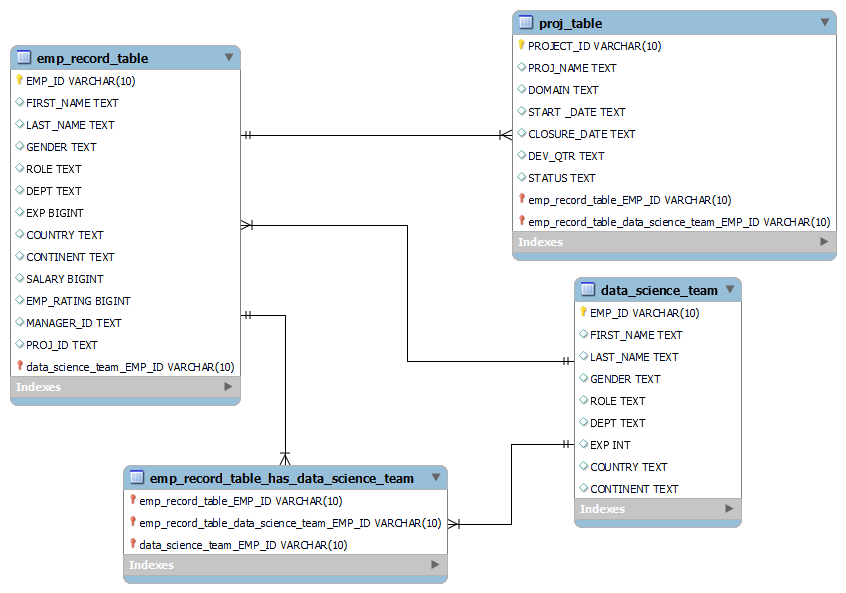 emp_record_table
EMP_ID VARCHAR(10)
FIRST_NAME TEXT
LAST_NAME TEXT
GENDER TEXT
ROLE TEXT
DEPT TEXT
EXP BIGINT
COUNTRY TEXT
CONTINENT TEXT
SALARY BIGINT
EMP_RATING BIGINT
MANAGER_ID TEXT
PROJ_ID TEXT
data_science_team_EMP_ID VARCHAR(10)
Indexes
proj_table
PROJECT_ID VARCHAR(10)
PROJ_NAME TEXT
DOMAIN TEXT
START _DATE TEXT
CLOSURE_DATE TEXT
DEV_QTR TEXT
STATUS TEXT
emp_record_table_EMP_ID VARCHAR(10)
emp_record_table_data_science_team_EMP_ID VARCHAR(10)
Indexes
data_science_team
EMP_ID VARCHAR(10)
FIRST_NAME TEXT
LAST_NAME TEXT
GENDER TEXT
ROLE TEXT
DEPT TEXT
EXP INT
COUNTRY TEXT
CONTINENT TEXT
Indexes
emp_record_table_has_data_science_team
emp_record_table_EMP_ID VARCHAR(10)
emp_record_table_data_science_team_EMP_ID VARCHAR(10)
data_science_team_EMP_ID VARCHAR(10)
Indexes